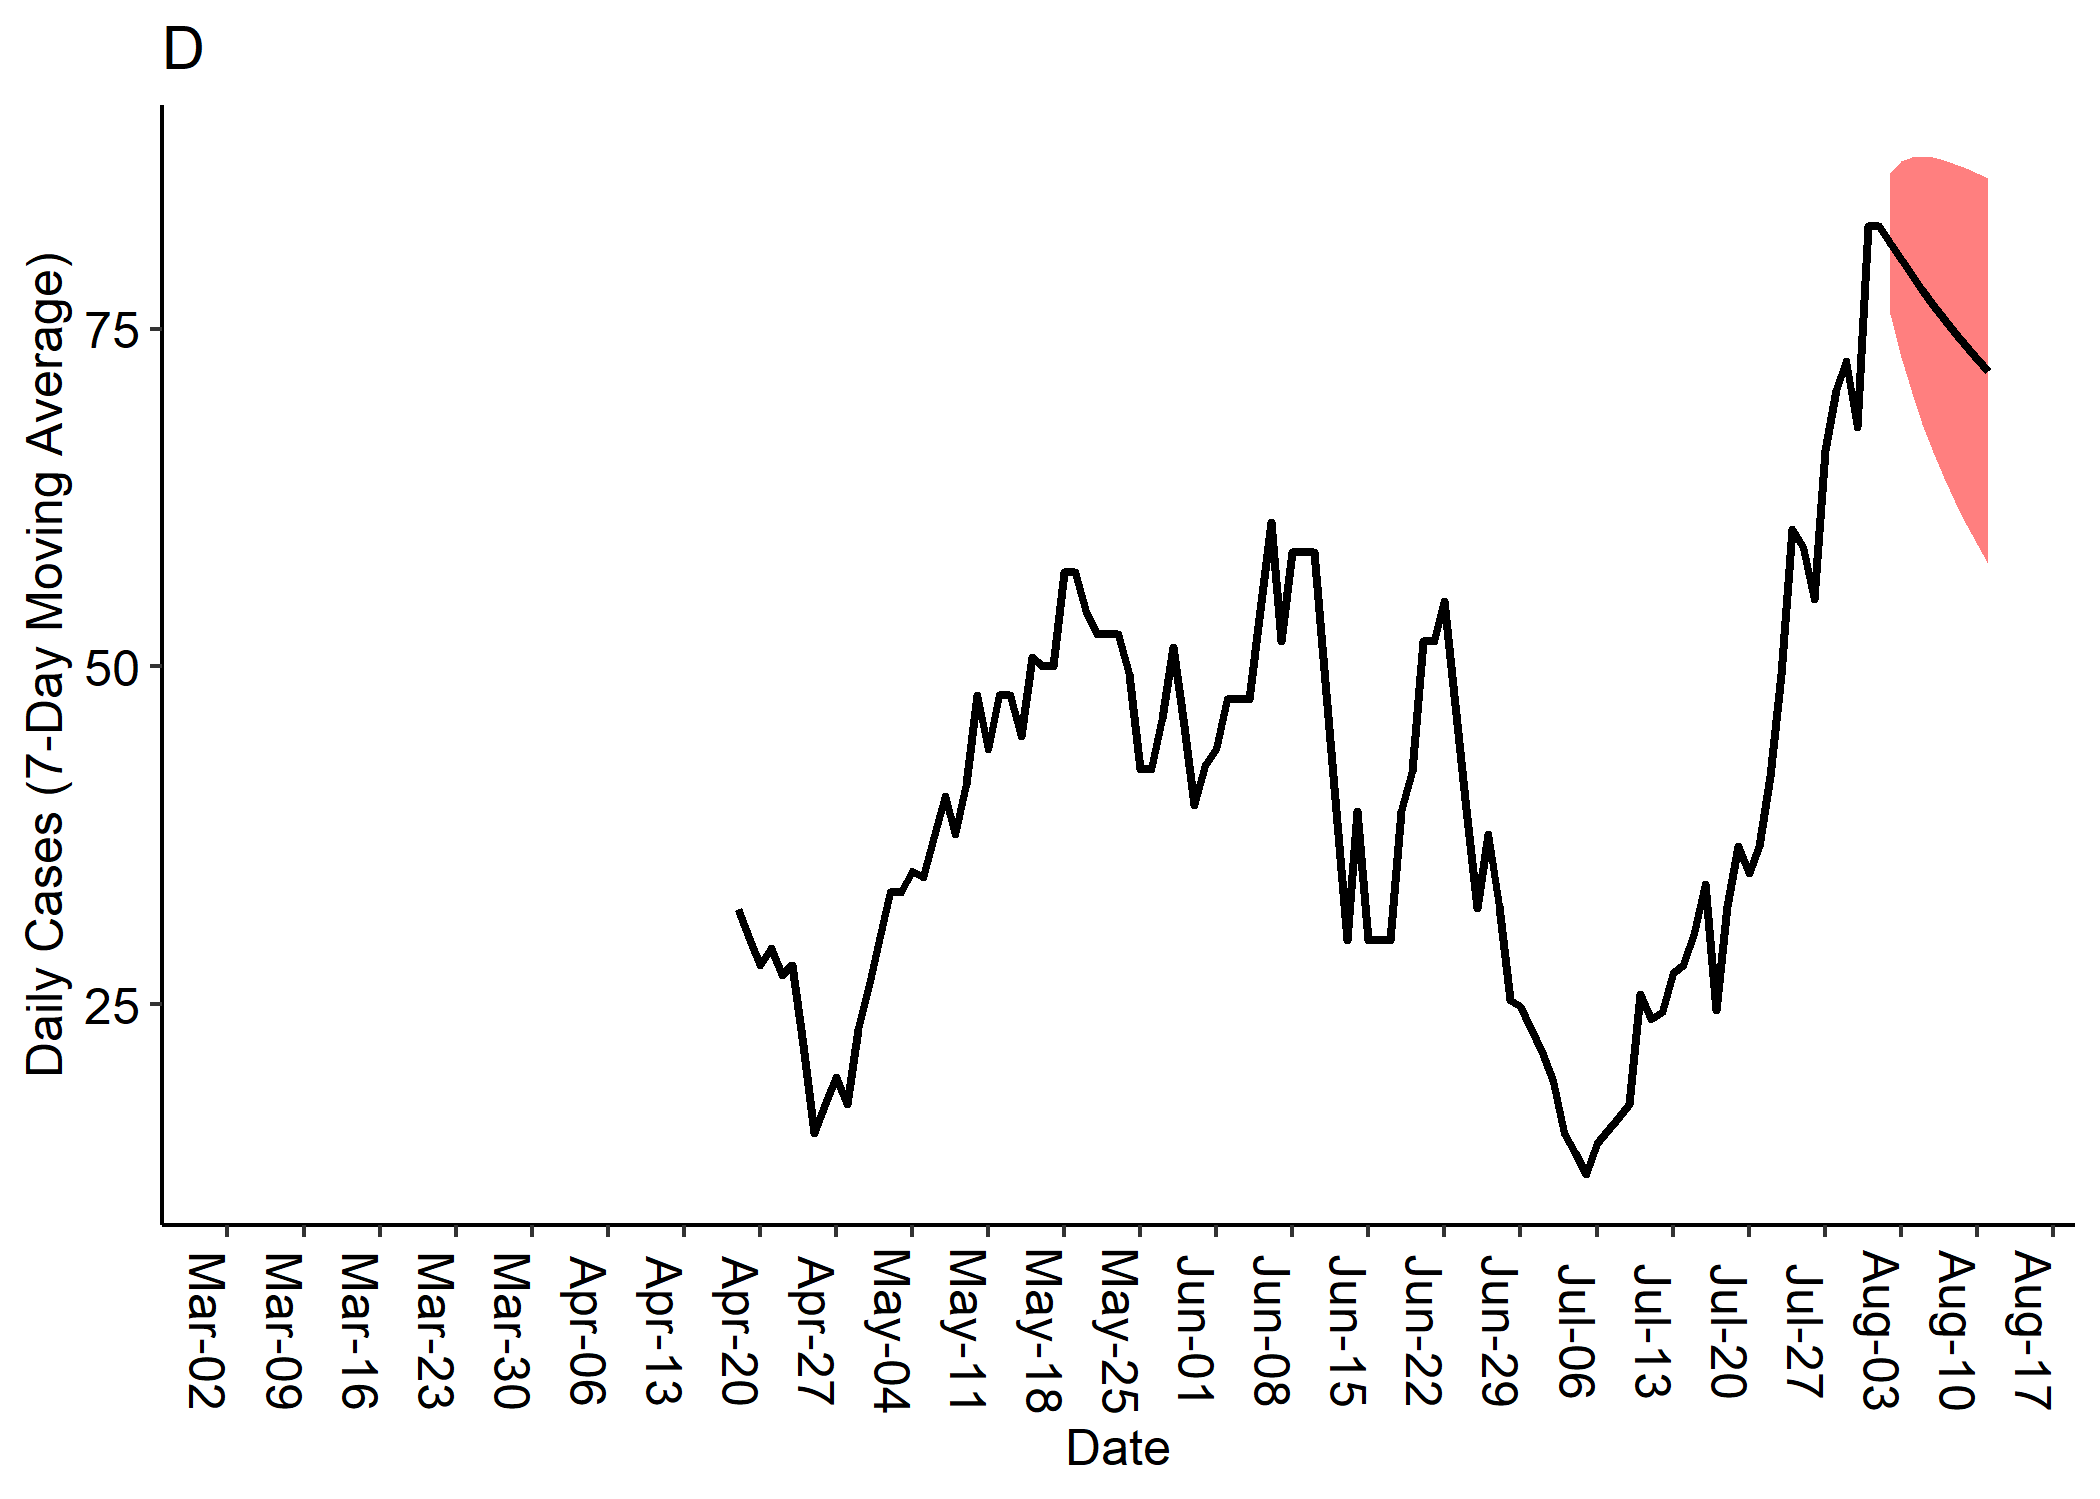 D
Daily Cases (7-Day Moving Average)
75
50
25
Mar-02
Mar-09
Mar-16
Mar-23
Mar-30
Apr-06
Apr-13
Apr-20
Apr-27
May-04
May-11
May-18
May-25
Jun-01
Jun-08
Jun-15
Jun-22
Jun-29
Jul-06
Jul-13
Jul-20
Jul-27
Aug-03
Aug-10
Aug-17
Date